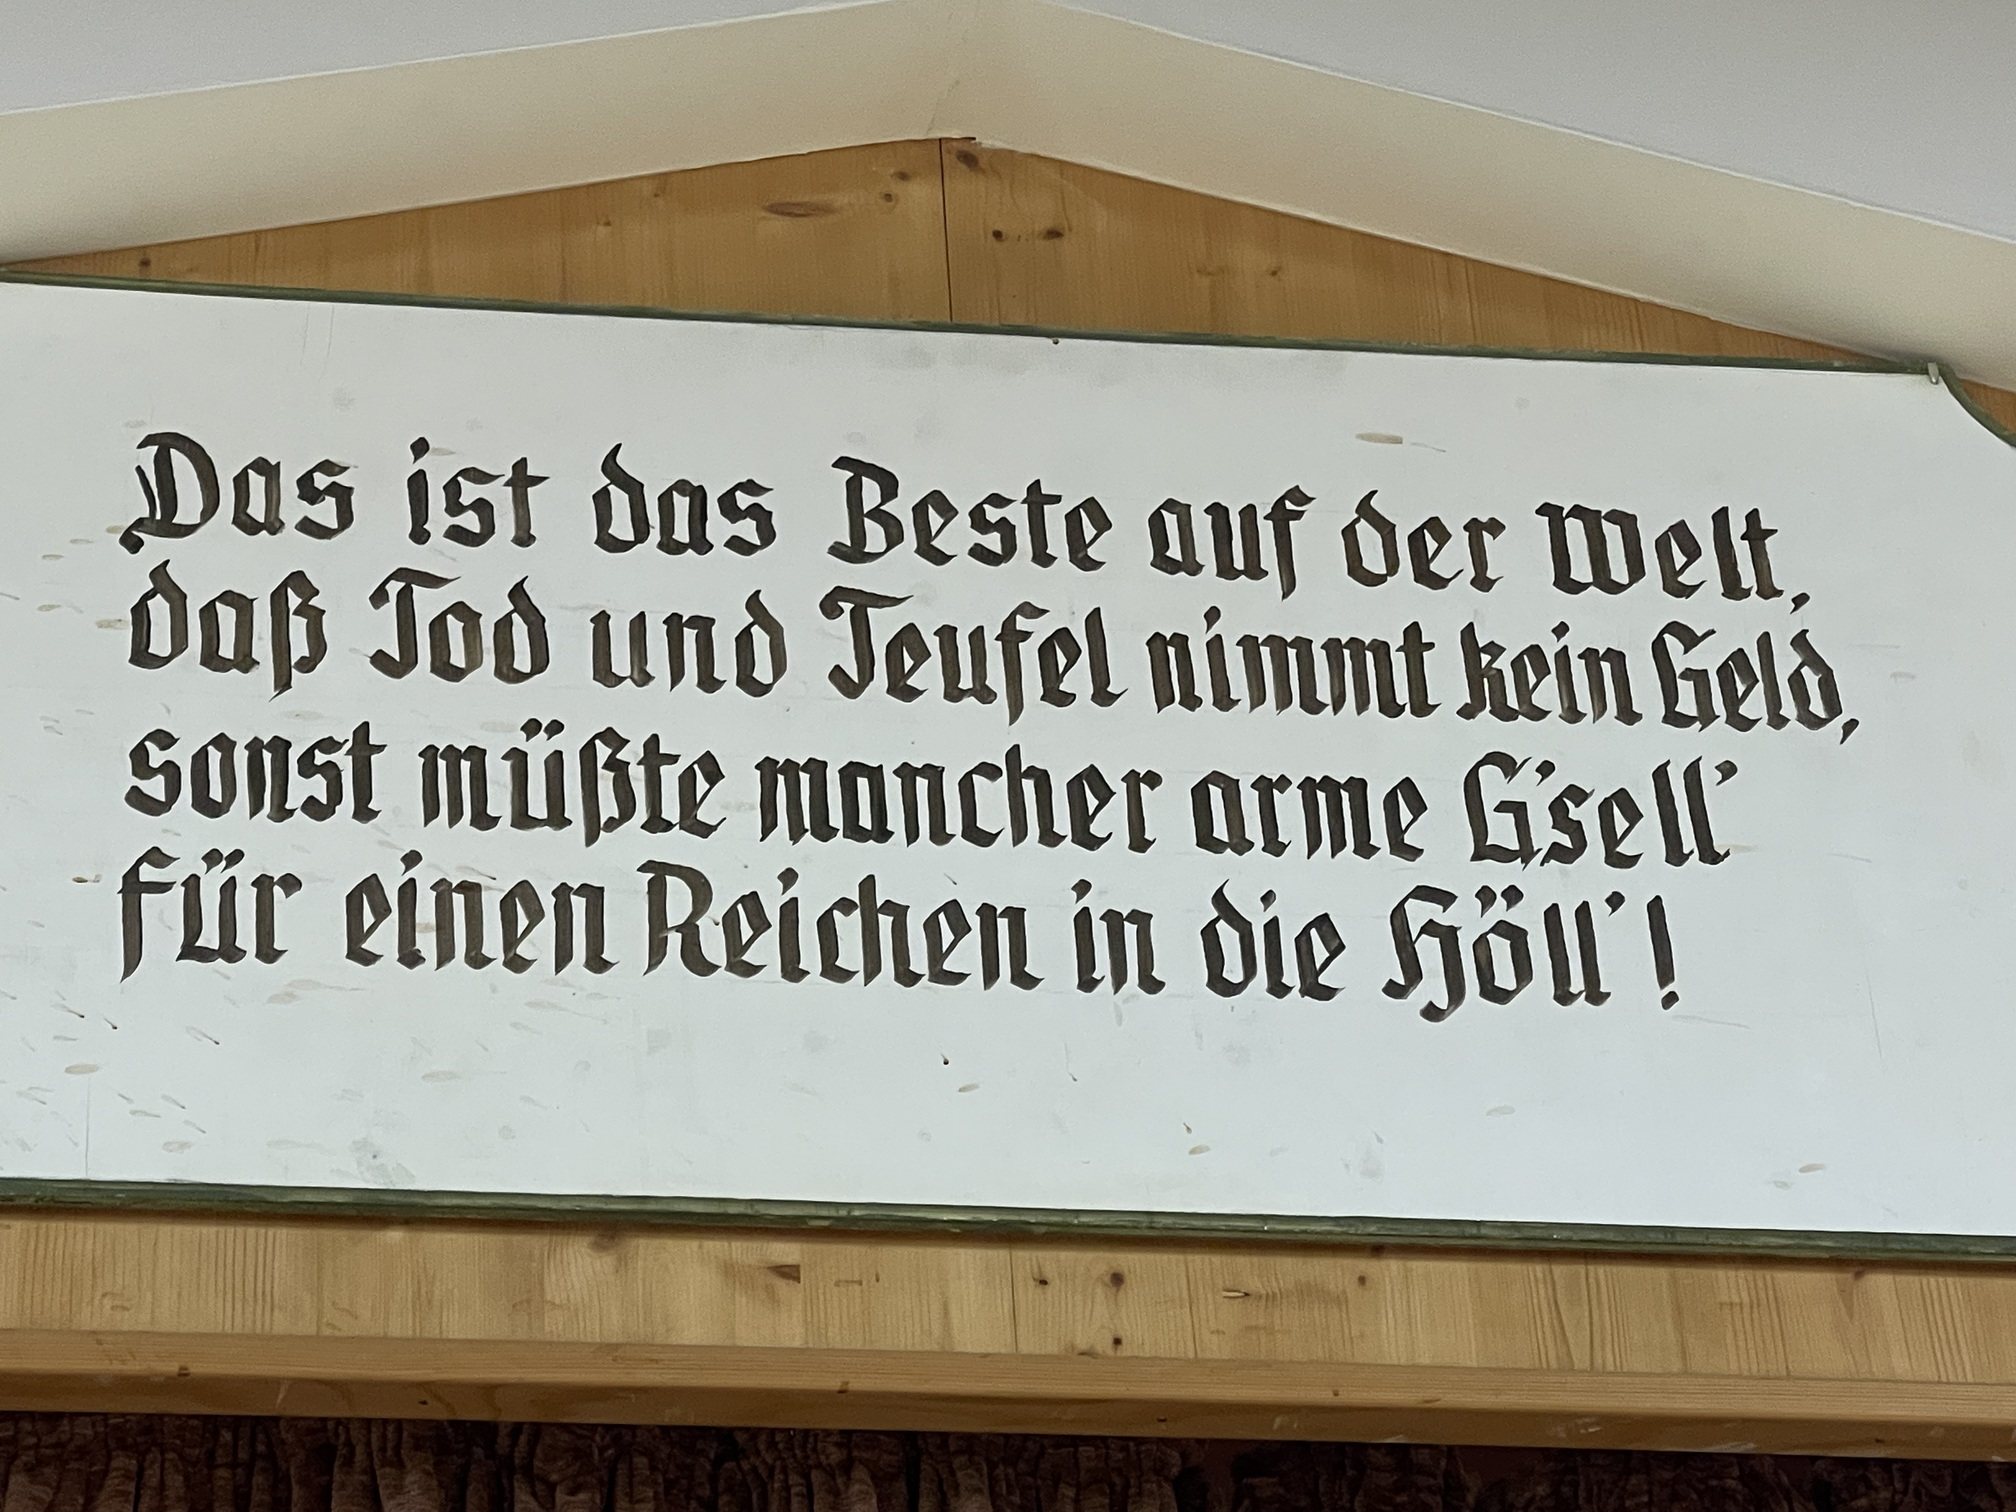 Das ist das Beste auf der Welt,
daß Tod und Teufel nimmt kein Geld,
sonst müßte mancher arme G'sell'
für einen Reichen in die Höll'!